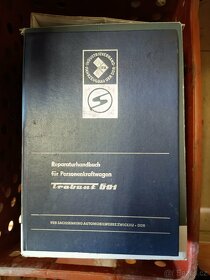 Reparaturhandbuch
für Personenkraftwagen
Trabant 601
VEB SACHSENRING AUTOMOBILWERKE ZWICKAU · DDR